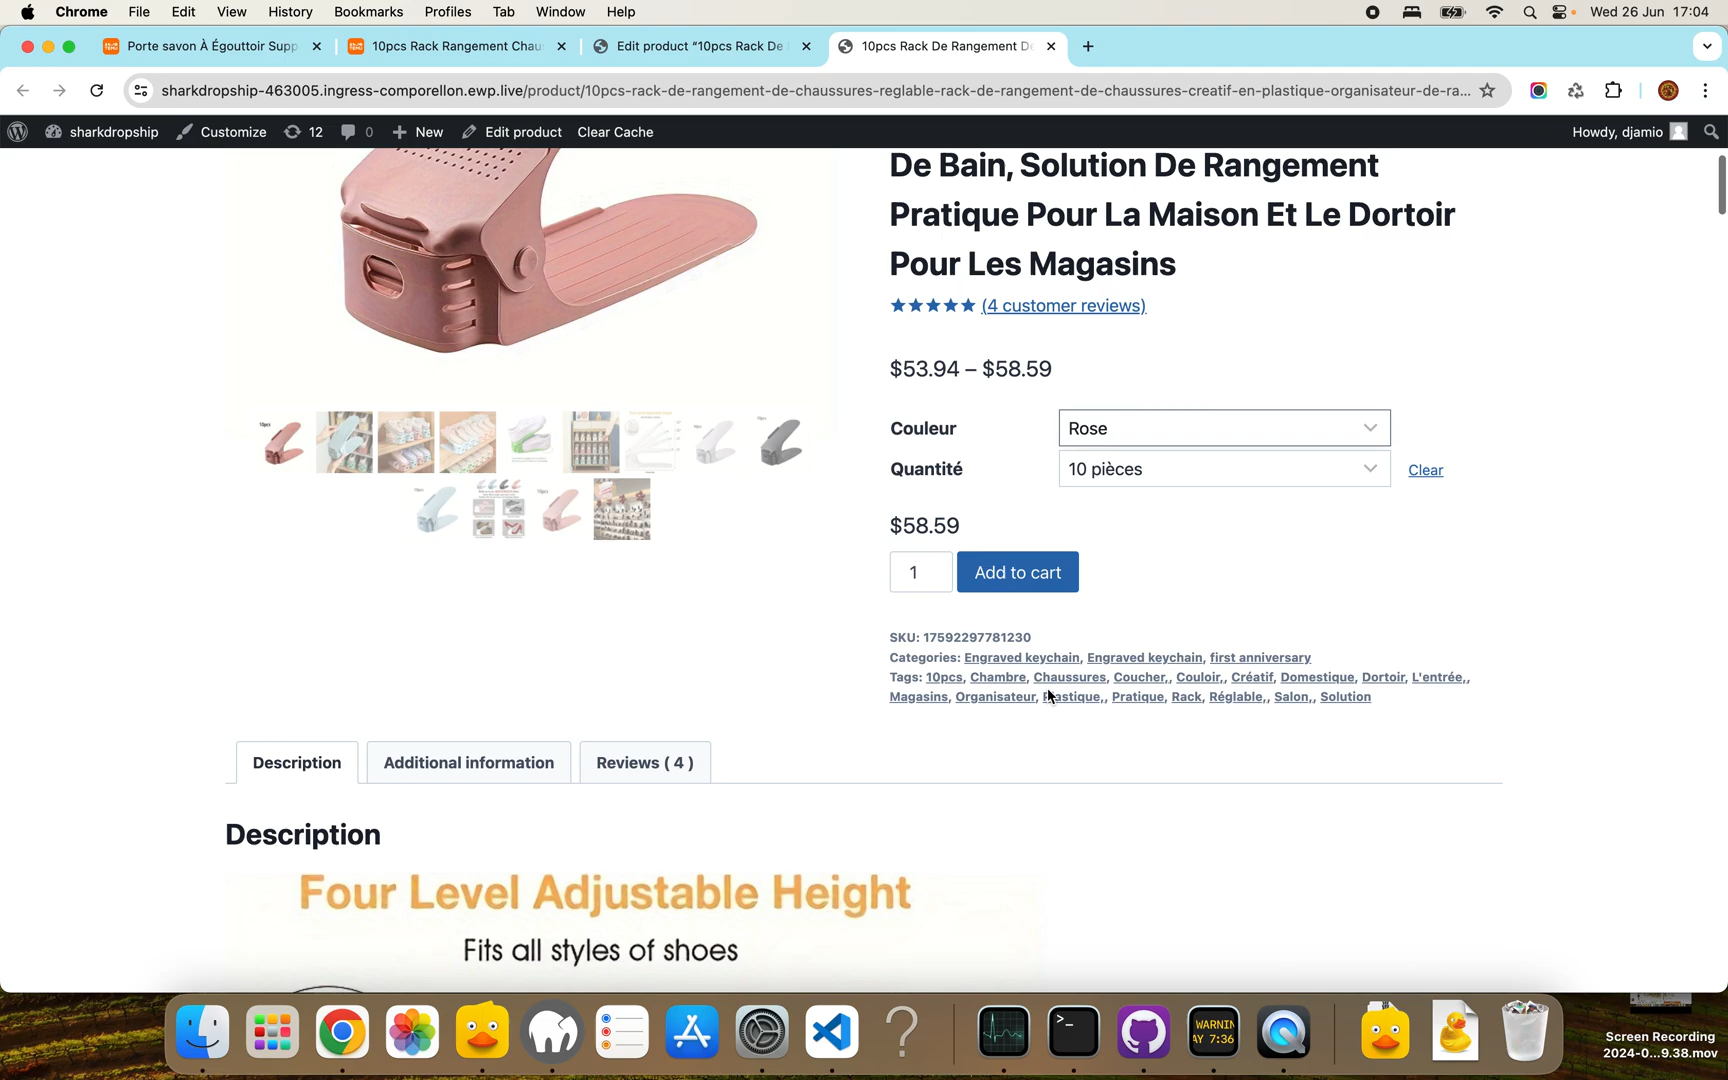 Chrome File Edit View History Bookmarks Profiles Tab Window Help Wed 26 Jun 17:04
Porte savon À Égouttoir Supp 10pcs Rack Rangement Chau Edit product “10pcs Rack De 10pcs Rack De Rangement D
sharkdropship-463005.ingress-comporellon.ewp.live/product/10pcs-rack-de-rangement-de-chaussures-reglable-rack-de-rangement-de-chaussures-creatif-en-plastique-organisateur-de-ra...
sharkdropship Customize 12 0 New Edit product Clear Cache Howdy, djamio
De Bain, Solution De Rangement
Pratique Pour La Maison Et Le Dortoir
Pour Les Magasins
(4 customer reviews)
$53.94 – $58.59
Couleur Rose
Quantité 10 pièces Clear
$58.59
1 Add to cart
SKU: 17592297781230
Categories: Engraved keychain, Engraved keychain, first anniversary
Tags: 10pcs, Chambre, Chaussures, Coucher,, Couloir,, Créatif, Domestique, Dortoir, L'entrée,,
Magasins, Organisateur, Plastique,, Pratique, Rack, Réglable,, Salon,, Solution
Description Additional information Reviews ( 4 )
Description
Four Level Adjustable Height
Fits all styles of shoes
WARNIN
AY 7:36
Screen Recording
2024-0...9.38.mov